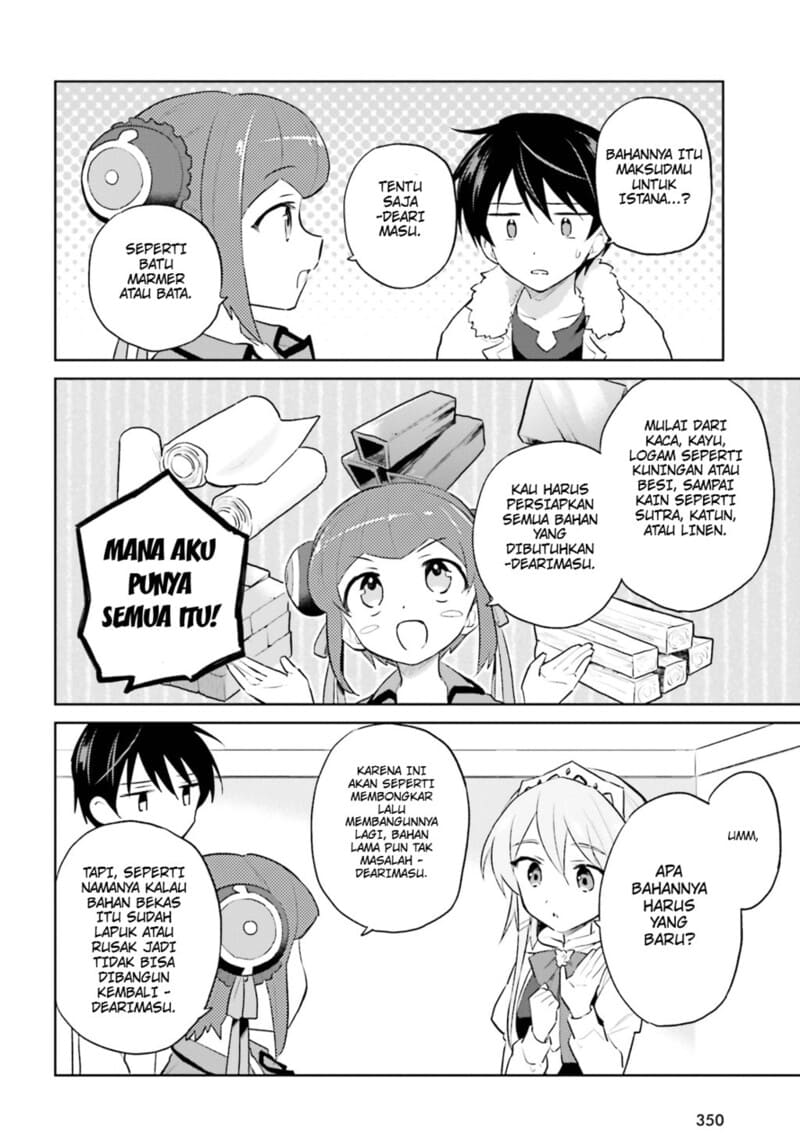 BAHANNYA ITU
MAKSUDMU
UNTUK
ISTANA...?
TENTU
SAJA
-DEARI
MASU.
SEPERTI
BATU
MARMER
ATAU BATA.
MULAI DARI
KACA, KAYU,
LOGAM SEPERTI
KUNINGAN ATAU
BESI, SAMPAI
KAIN SEPERTI
SUTRA, KATUN,
ATAU LINEN.
KAU HARUS
PERSIAPKAN
SEMUA BAHAN
YANG
DIBUTUHKAN
-DEARIMASU.
MANA AKU
PUNYA
SEMUA ITU!
UMM,
APA
BAHANNYA
HARUS
YANG
BARU?
KARENA INI
AKAN SEPERTI
MEMBONGKAR
LALU
MEMBANGUNNYA
LAGI, BAHAN
LAMA PUN TAK
MASALAH -
DEARIMASU.
TAPI, SEPERTI
NAMANYA KALAU
BAHAN BEKAS
ITU SUDAH
LAPUK ATAU
RUSAK JADI
TIDAK BISA
DIBANGUN
KEMBALI -
DEARIMASU.
350